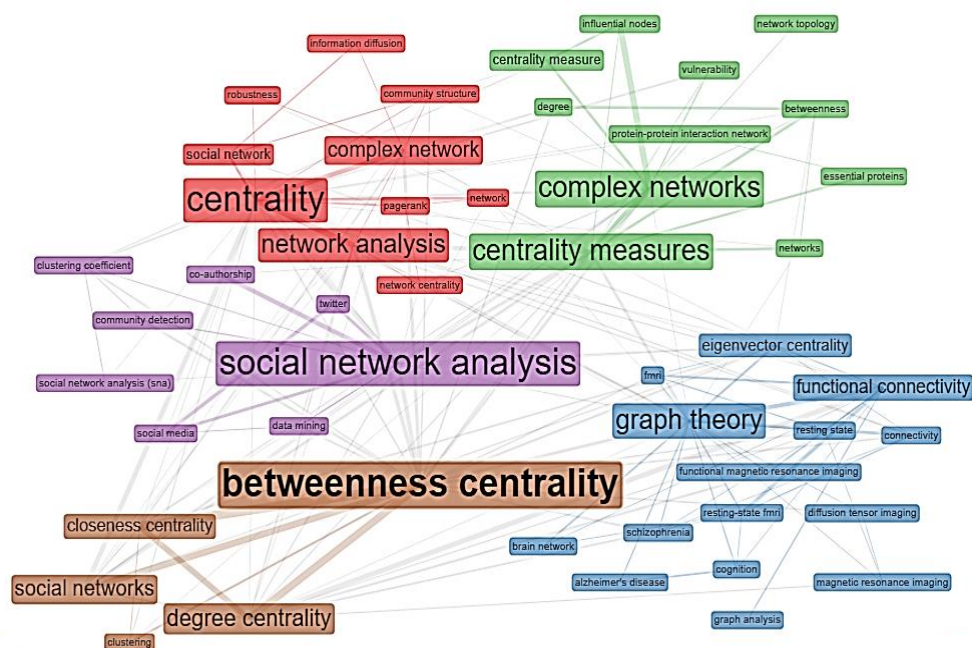 influential nodes
network topology
information diffusion
centrality measure
vulnerability
robustness
community structure
degree
betweenness
protein-protein interaction network
social network
complex network
essential proteins
centrality
complex networks
pagerank
network
network analysis
centrality measures
networks
clustering coefficient
co-authorship
network centrality
twitter
community detection
eigenvector centrality
social network analysis
fmri
social network analysis (sna)
functional connectivity
graph theory
data mining
social media
resting state
connectivity
functional magnetic resonance imaging
betweenness centrality
resting-state fmri
diffusion tensor imaging
closeness centrality
schizophrenia
brain network
cognition
alzheimer's disease
magnetic resonance imaging
social networks
degree centrality
graph analysis
clustering